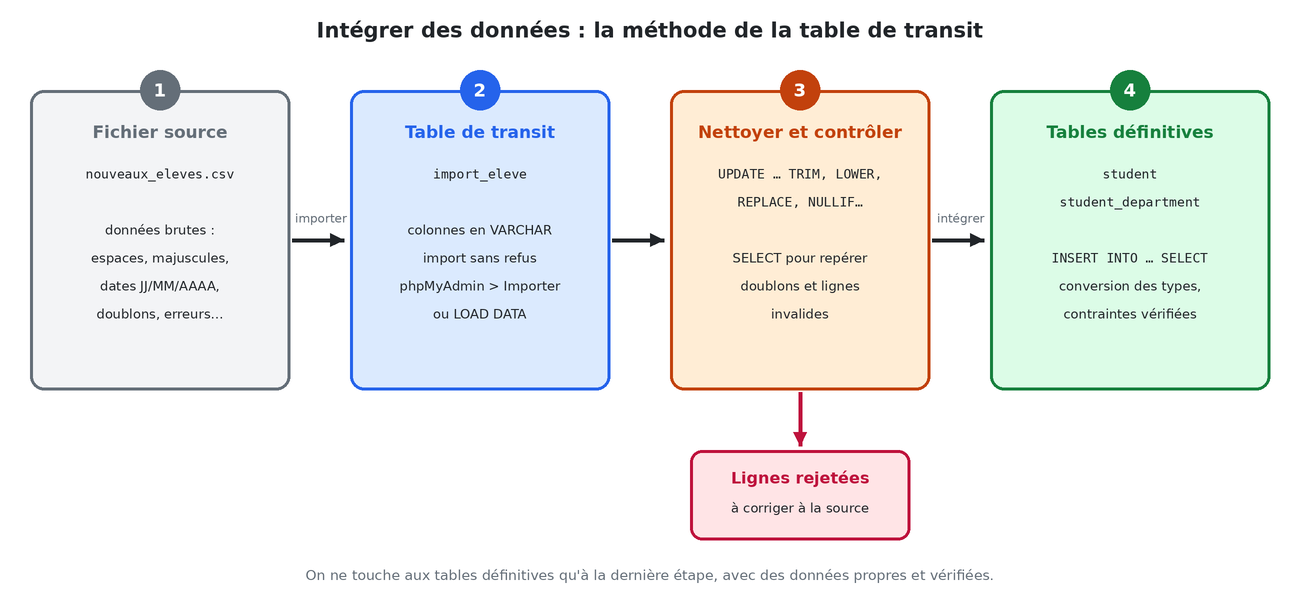 Intégrer des données : la méthode de la table de transit
1
Fichier source
nouveaux_eleves.csv
données brutes :
espaces, majuscules,
dates JJ/MM/AAAA,
doublons, erreurs…
importer
2
Table de transit
import_eleve
colonnes en VARCHAR
import sans refus
phpMyAdmin > Importer
ou LOAD DATA
3
Nettoyer et contrôler
UPDATE … TRIM, LOWER,
REPLACE, NULLIF…
SELECT pour repérer
doublons et lignes
invalides
intégrer
4
Tables définitives
student
student_department
INSERT INTO … SELECT
conversion des types,
contraintes vérifiées
Lignes rejetées
à corriger à la source
On ne touche aux tables définitives qu'à la dernière étape, avec des données propres et vérifiées.